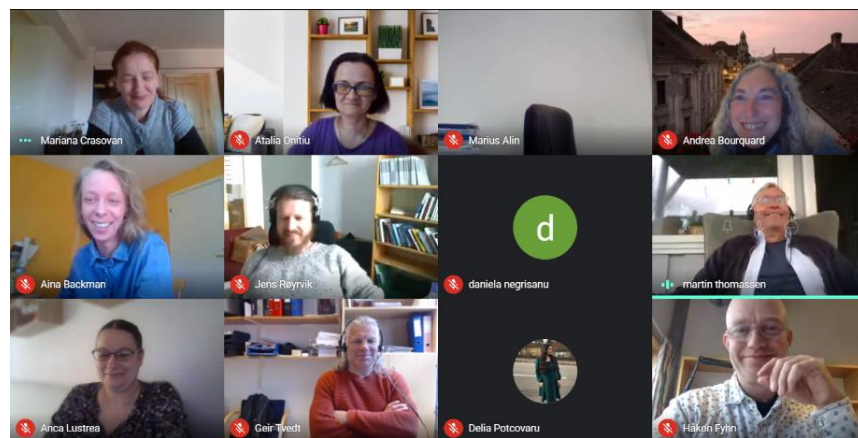 Mariana Crasovan
Atalia Onitiu
Marius Alin
Andrea Bourquard
Aina Backman
Jens Røyrvik
d
daniela negrisanu
martin thomassen
Anca Lustrea
Geir Tvedt
Delia Potcovaru
Håkon Fyhn